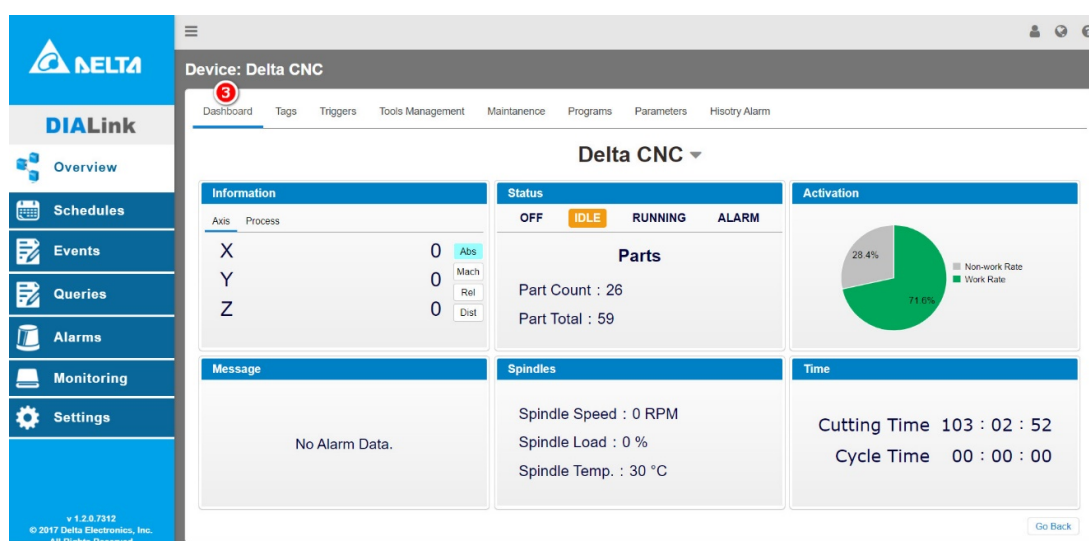 DELTA
DIALink
Overview
Schedules
Events
Queries
Alarms
Monitoring
Settings
v 1.2.0.7312
© 2017 Delta Electronics, Inc.
All Rights Reserved
Device: Delta CNC
3
Dashboard Tags Triggers Tools Management Maintanence Programs Parameters Hisotry Alarm
Delta CNC
Information
Axis Process
X 0 Abs
Mach
Y 0 Rel
Z 0 Dist
Status
OFF IDLE RUNNING ALARM
Parts
Part Count : 26
Part Total : 59
Activation
28.4%
71.6%
Non-work Rate
Work Rate
Message
No Alarm Data.
Spindles
Spindle Speed : 0 RPM
Spindle Load : 0 %
Spindle Temp. : 30 °C
Time
Cutting Time 103 : 02 : 52
Cycle Time 00 : 00 : 00
Go Back